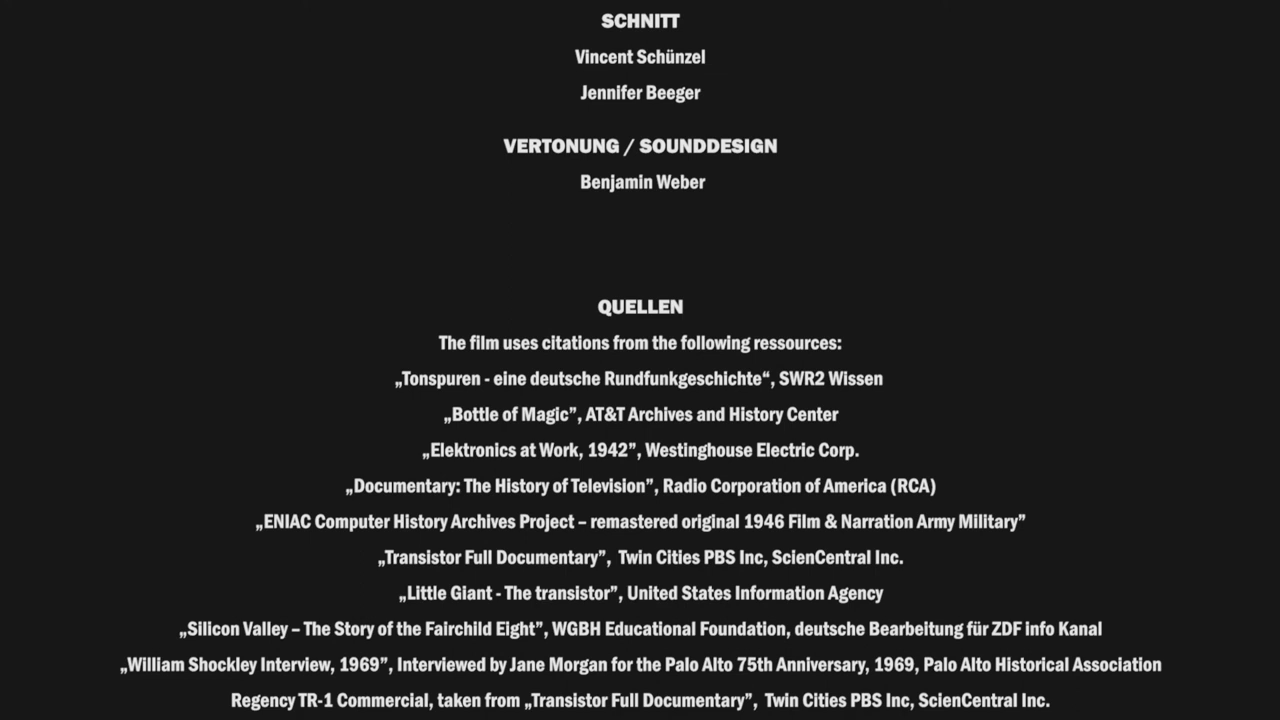 SCHNITT
Vincent Schünzel
Jennifer Beeger
VERTONUNG / SOUNDDESIGN
Benjamin Weber
QUELLEN
The film uses citations from the following ressources:
„Tonspuren - eine deutsche Rundfunkgeschichte“, SWR2 Wissen
„Bottle of Magic”, AT&T Archives and History Center
„Elektronics at Work, 1942”, Westinghouse Electric Corp.
„Documentary: The History of Television”, Radio Corporation of America (RCA)
„ENIAC Computer History Archives Project – remastered original 1946 Film & Narration Army Military”
„Transistor Full Documentary”, Twin Cities PBS Inc, ScienCentral Inc.
„Little Giant - The transistor”, United States Information Agency
„Silicon Valley – The Story of the Fairchild Eight”, WGBH Educational Foundation, deutsche Bearbeitung für ZDF info Kanal
„William Shockley Interview, 1969”, Interviewed by Jane Morgan for the Palo Alto 75th Anniversary, 1969, Palo Alto Historical Association
Regency TR-1 Commercial, taken from „Transistor Full Documentary”, Twin Cities PBS Inc, ScienCentral Inc.